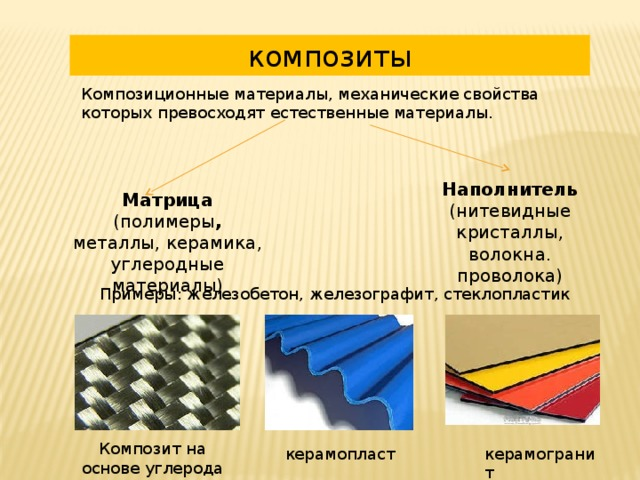 КОМПОЗИТЫ
Композиционные материалы, механические свойства
которых превосходят естественные материалы.
Матрица
(полимеры,
металлы, керамика,
углеродные
материалы)
Наполнитель
(нитевидные
кристаллы,
волокна.
проволока)
Примеры: железобетон, железографит, стеклопластик
Композит на
основе углерода
керамопласт
керамограни
т